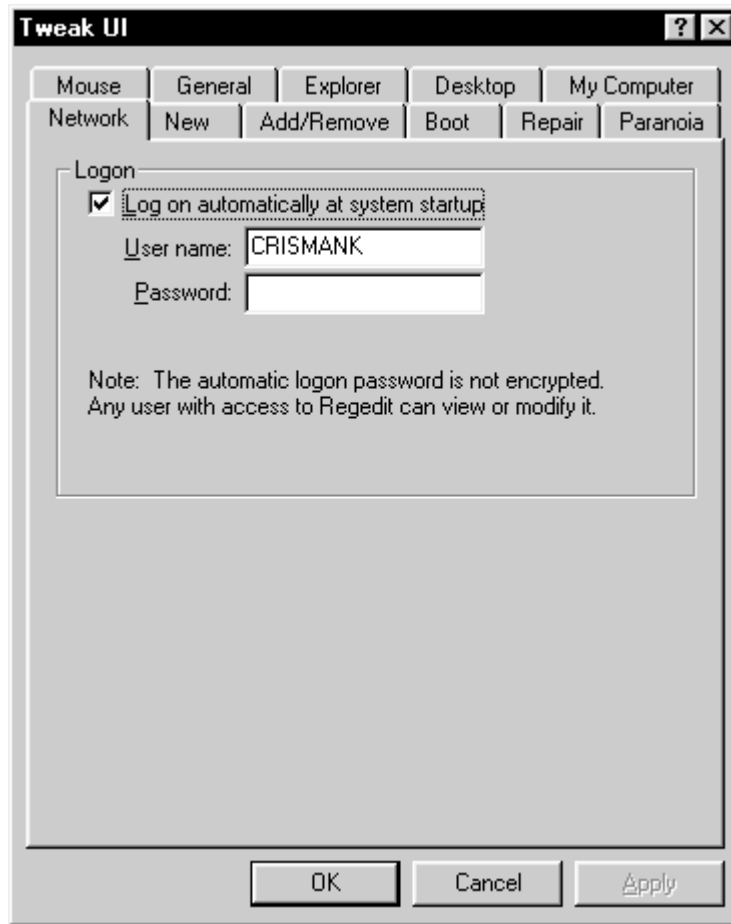 Tweak UI
Mouse General Explorer Desktop My Computer
Network New Add/Remove Boot Repair Paranoia
Logon
Log on automatically at system startup
User name: CRISMANK
Password:
Note: The automatic logon password is not encrypted.
Any user with access to Regedit can view or modify it.
OK Cancel Apply